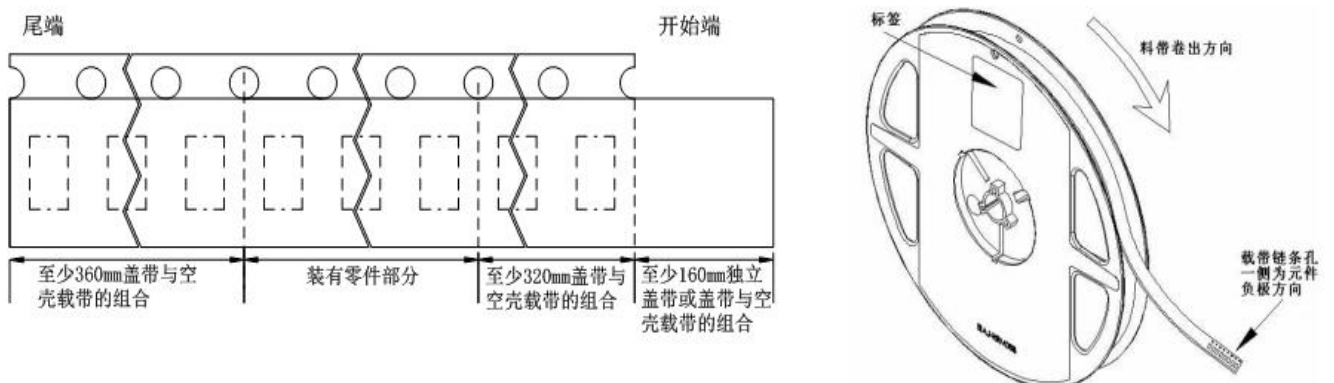 尾端
开始端
至少360mm盖带与空
壳载带的组合
装有零件部分
至少320mm盖带与
空壳载带的组合
至少160mm独立
盖带或盖带与空
壳载带的组合
标签
料带卷出方向
载带链条孔
一侧为元件
负极方向